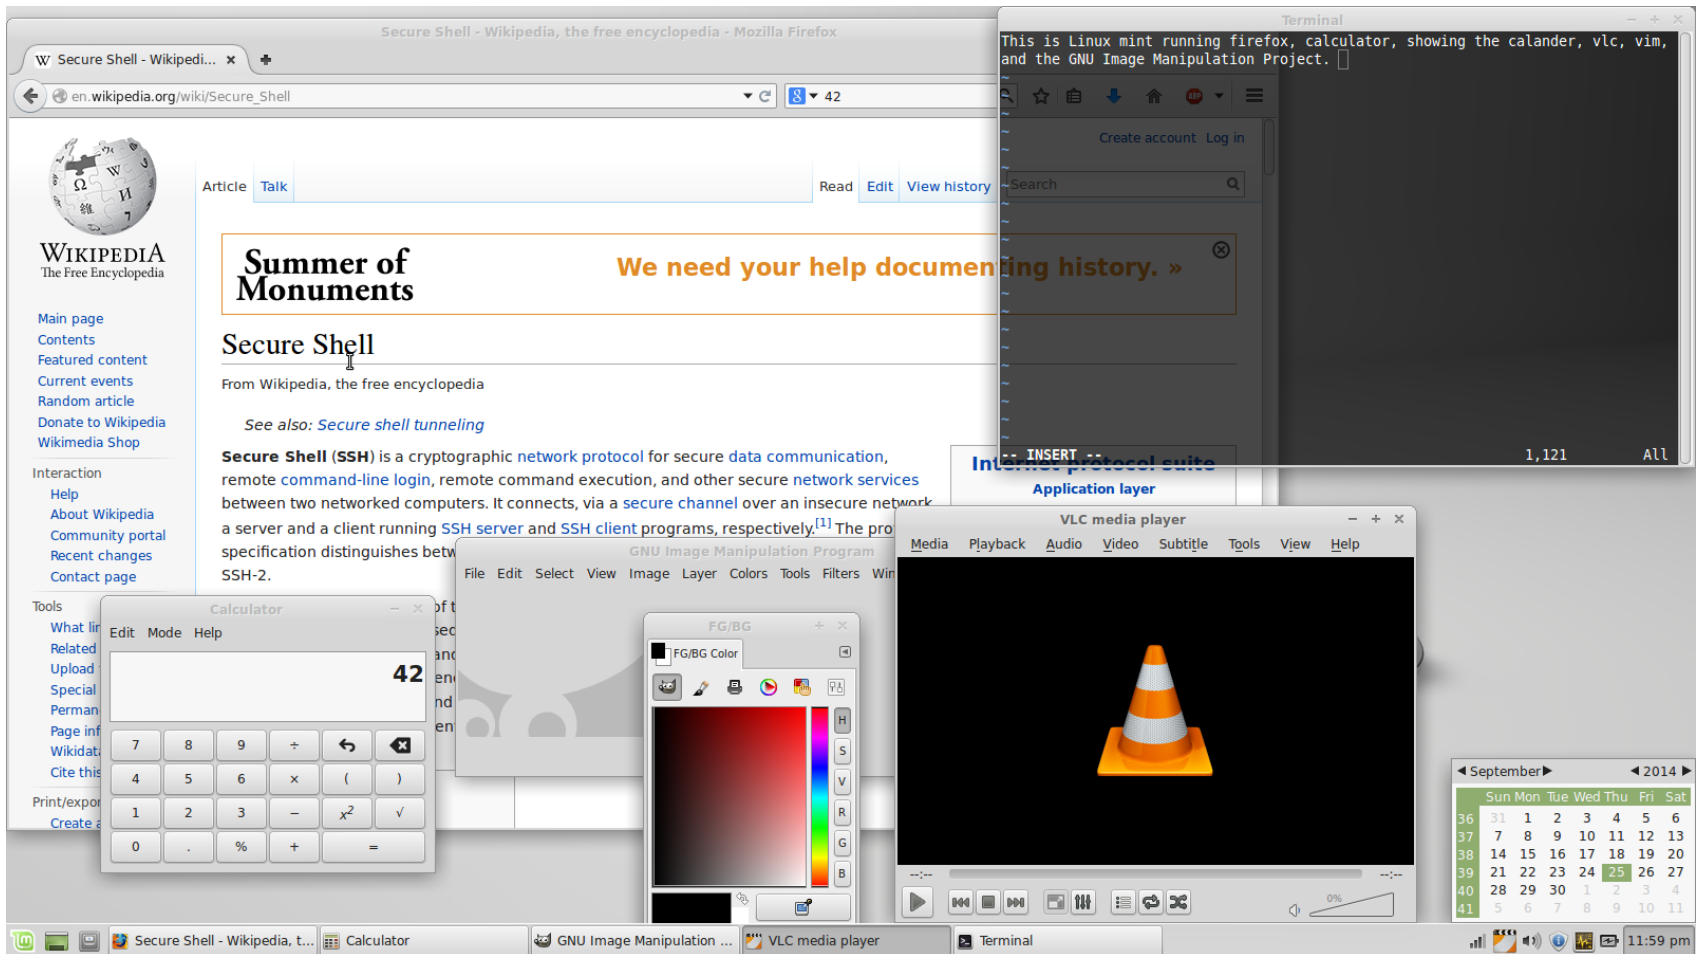 Secure Shell - Wikipedia, the free encyclopedia - Mozilla Firefox
Secure Shell - Wikipedi...
en.wikipedia.org/wiki/Secure_Shell
42
WIKIPEDIA
The Free Encyclopedia
Main page
Contents
Featured content
Current events
Random article
Donate to Wikipedia
Wikimedia Shop
Interaction
Help
About Wikipedia
Community portal
Recent changes
Contact page
Tools
What lin
Related
Upload
Special
Perman
Page inf
Wikidat
Cite this
Print/expor
Create a
Article Talk
Read Edit View history
Search
Create account Log in
Summer of
Monuments
We need your help documenting history. »
Secure Shell
From Wikipedia, the free encyclopedia
See also: Secure shell tunneling
Secure Shell (SSH) is a cryptographic network protocol for secure data communication,
remote command-line login, remote command execution, and other secure network services
between two networked computers. It connects, via a secure channel over an insecure network,
a server and a client running SSH server and SSH client programs, respectively.[1] The pro
specification distinguishes betw
SSH-2.
Internet protocol suite
Application layer
Terminal
This is Linux mint running firefox, calculator, showing the calander, vlc, vim,
and the GNU Image Manipulation Project.
-- INSERT -- 1,121 All
Calculator
Edit Mode Help
42
7 8 9 ÷
4 5 6 × ( )
1 2 3 − x² √
0 . % + =
GNU Image Manipulation Program
File Edit Select View Image Layer Colors Tools Filters Win
FG/BG
FG/BG Color
H
S
V
R
G
B
VLC media player
Media Playback Audio Video Subtitle Tools View Help
--:-- --:--
0%
September 2014
Sun Mon Tue Wed Thu Fri Sat
36 31 1 2 3 4 5 6
37 7 8 9 10 11 12 13
38 14 15 16 17 18 19 20
39 21 22 23 24 25 26 27
40 28 29 30 1 2 3 4
41 5 6 7 8 9 10 11
Secure Shell - Wikipedia, t... Calculator GNU Image Manipulation ... VLC media player Terminal 11:59 pm